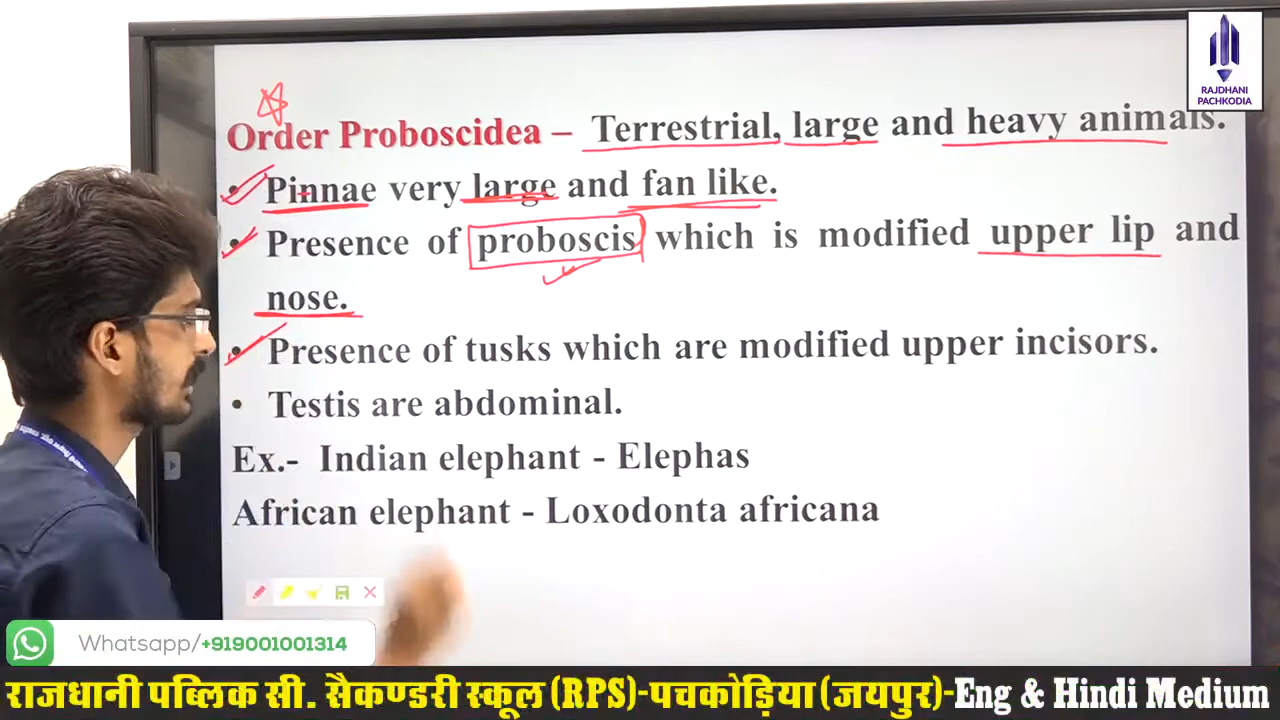 RAJDHANI
PACHKODIA
Order Proboscidea – Terrestrial, large and heavy animals.
• Pinnae very large and fan like.
• Presence of proboscis which is modified upper lip and
nose.
• Presence of tusks which are modified upper incisors.
• Testis are abdominal.
Ex.- Indian elephant - Elephas
African elephant - Loxodonta africana
Whatsapp/+919001001314
राजधानी पब्लिक सी. सैकण्डरी स्कूल (RPS)-पचकोड़िया (जयपुर)-Eng & Hindi Medium